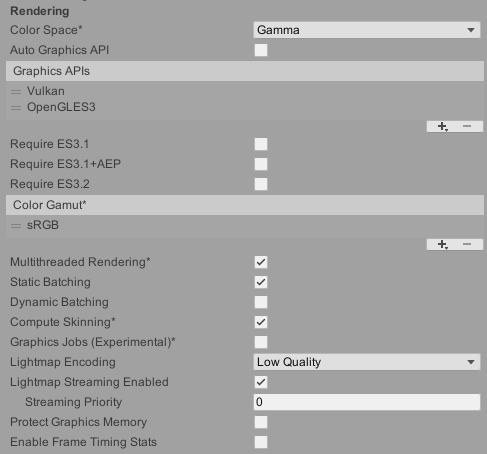 Rendering
Color Space* Gamma
Auto Graphics API
Graphics APIs
Vulkan
OpenGLES3
Require ES3.1
Require ES3.1+AEP
Require ES3.2
Color Gamut*
sRGB
Multithreaded Rendering*
Static Batching
Dynamic Batching
Compute Skinning*
Graphics Jobs (Experimental)*
Lightmap Encoding Low Quality
Lightmap Streaming Enabled
Streaming Priority 0
Protect Graphics Memory
Enable Frame Timing Stats